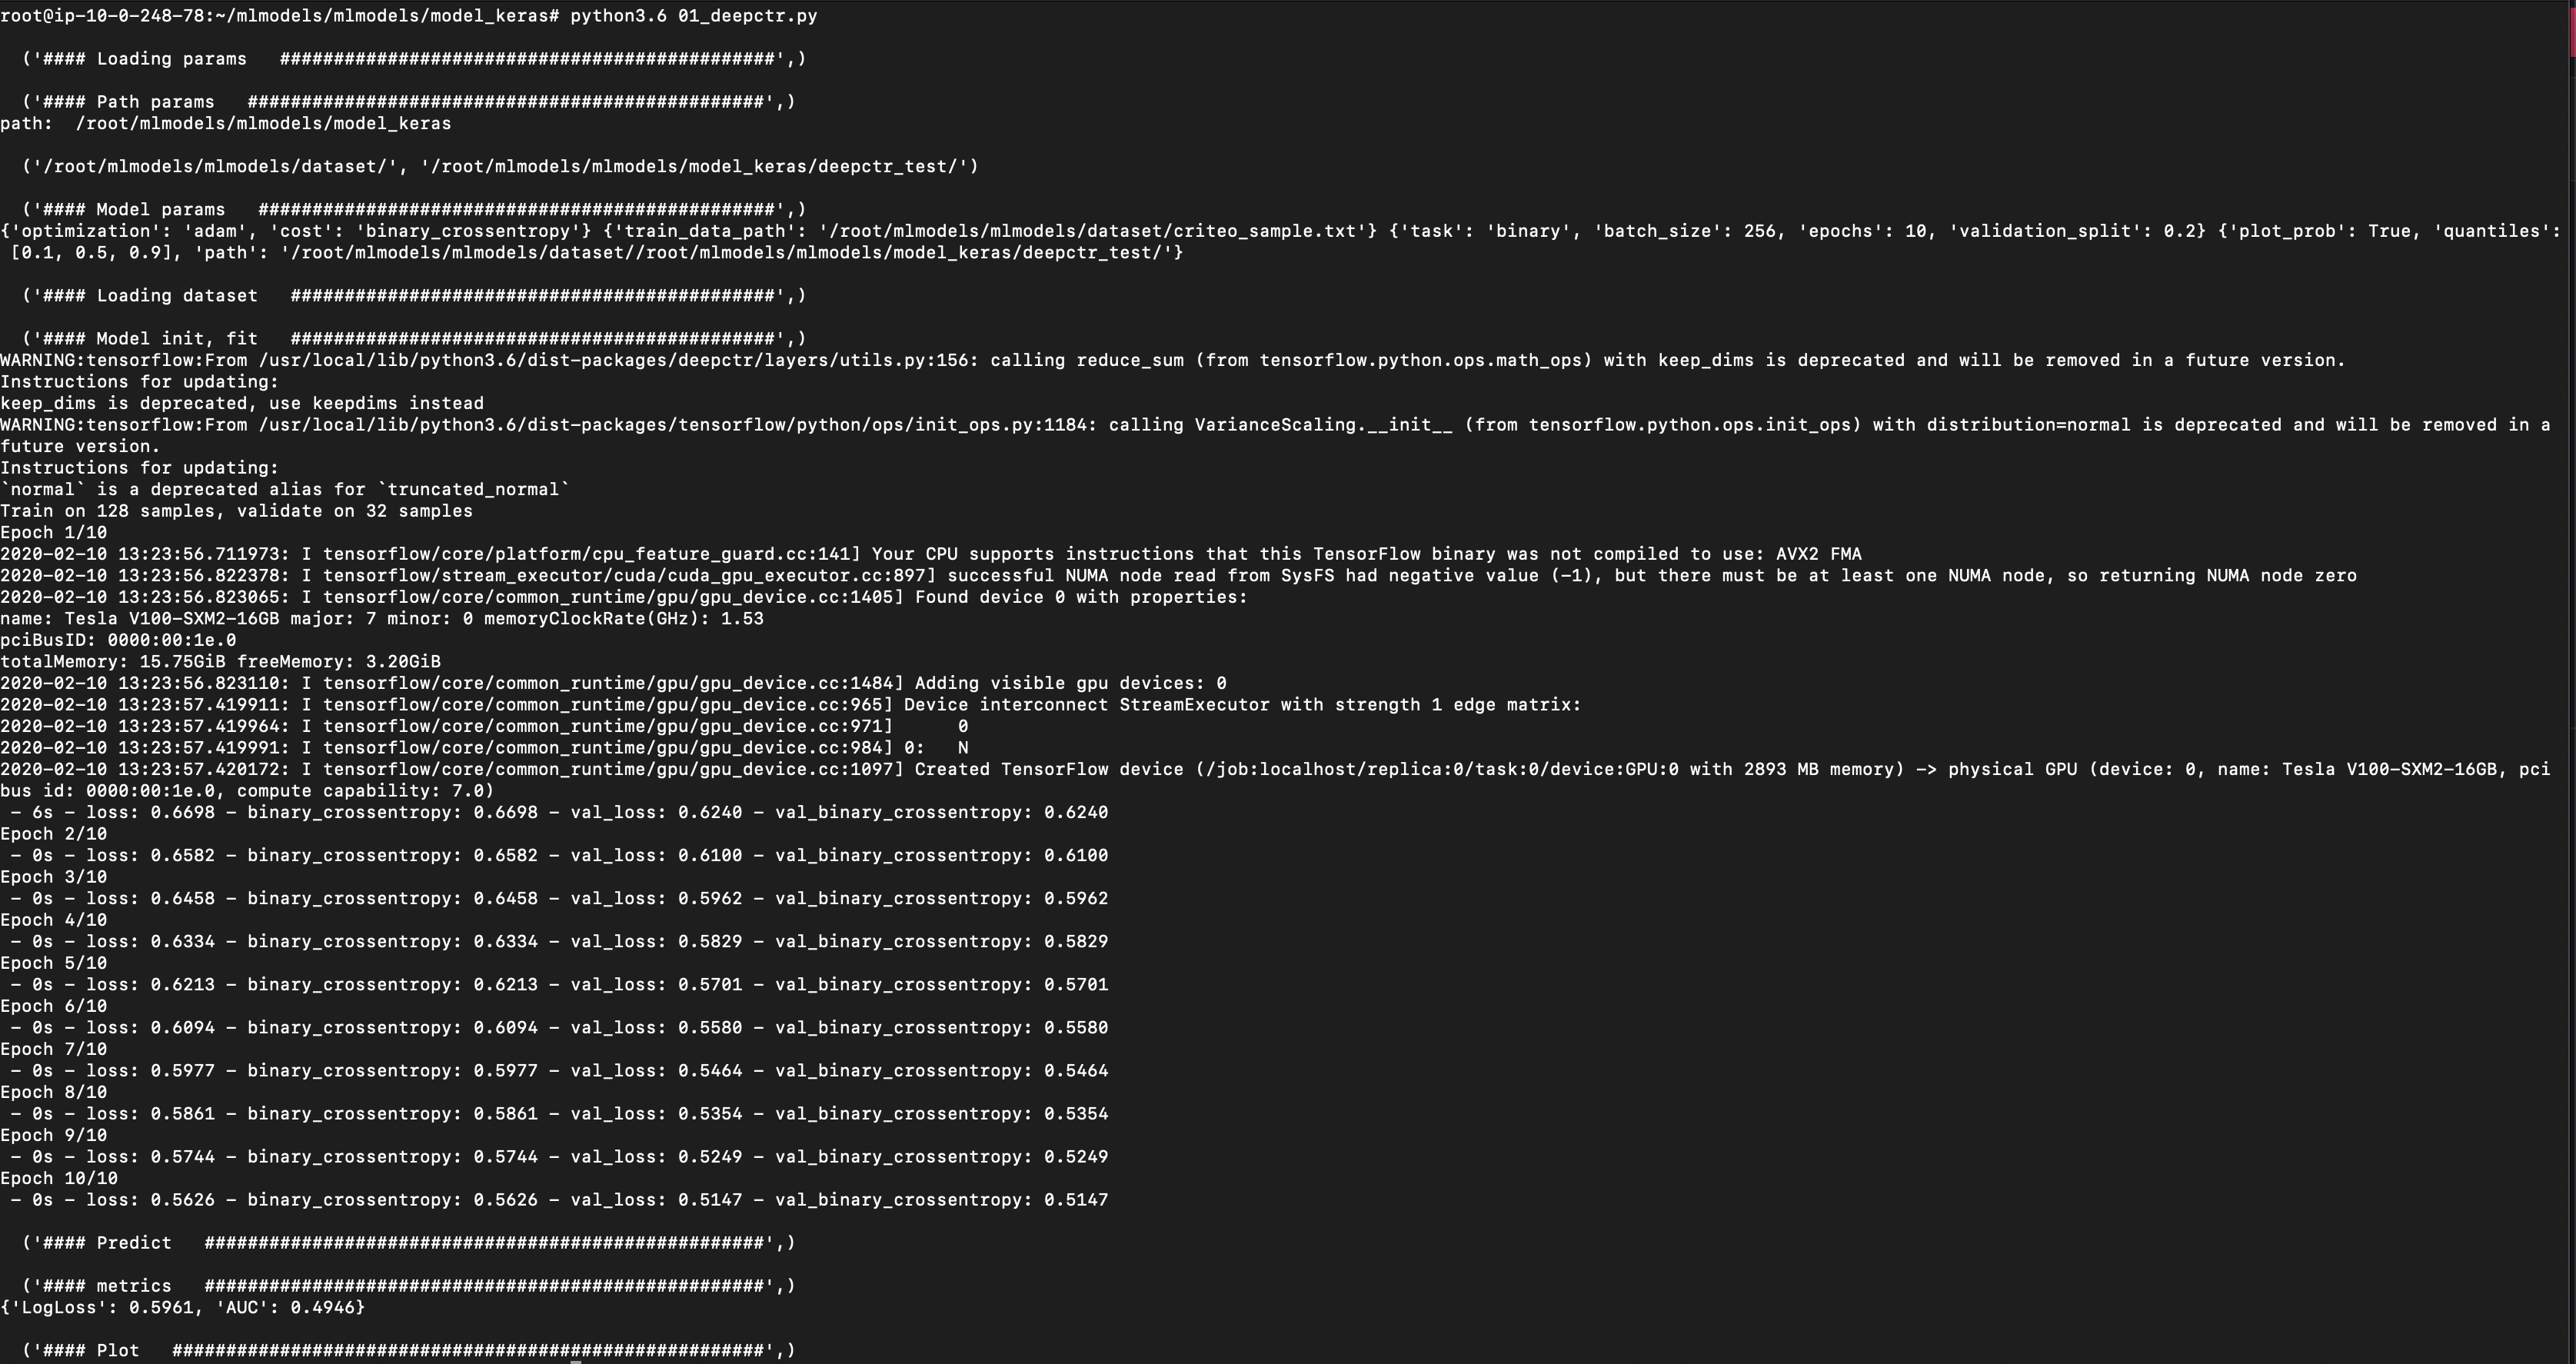 root@ip-10-0-248-78:~/mlmodels/mlmodels/model_keras# python3.6 01_deepctr.py
('#### Loading params   ##############################################',)
('#### Path params   ################################################',)
path:  /root/mlmodels/mlmodels/model_keras
('/root/mlmodels/mlmodels/dataset/', '/root/mlmodels/mlmodels/model_keras/deepctr_test/')
('#### Model params   ################################################',)
{'optimization': 'adam', 'cost': 'binary_crossentropy'} {'train_data_path': '/root/mlmodels/mlmodels/dataset/criteo_sample.txt'} {'task': 'binary', 'batch_size': 256, 'epochs': 10, 'validation_split': 0.2} {'plot_prob': True, 'quantiles':
[0.1, 0.5, 0.9], 'path': '/root/mlmodels/mlmodels/dataset//root/mlmodels/mlmodels/model_keras/deepctr_test/'}
('#### Loading dataset   #############################################',)
('#### Model init, fit   #############################################',)
WARNING:tensorflow:From /usr/local/lib/python3.6/dist-packages/deepctr/layers/utils.py:156: calling reduce_sum (from tensorflow.python.ops.math_ops) with keep_dims is deprecated and will be removed in a future version.
Instructions for updating:
keep_dims is deprecated, use keepdims instead
WARNING:tensorflow:From /usr/local/lib/python3.6/dist-packages/tensorflow/python/ops/init_ops.py:1184: calling VarianceScaling.__init__ (from tensorflow.python.ops.init_ops) with distribution=normal is deprecated and will be removed in a
future version.
Instructions for updating:
`normal` is a deprecated alias for `truncated_normal`
Train on 128 samples, validate on 32 samples
Epoch 1/10
2020-02-10 13:23:56.711973: I tensorflow/core/platform/cpu_feature_guard.cc:141] Your CPU supports instructions that this TensorFlow binary was not compiled to use: AVX2 FMA
2020-02-10 13:23:56.822378: I tensorflow/stream_executor/cuda/cuda_gpu_executor.cc:897] successful NUMA node read from SysFS had negative value (-1), but there must be at least one NUMA node, so returning NUMA node zero
2020-02-10 13:23:56.823065: I tensorflow/core/common_runtime/gpu/gpu_device.cc:1405] Found device 0 with properties:
name: Tesla V100-SXM2-16GB major: 7 minor: 0 memoryClockRate(GHz): 1.53
pciBusID: 0000:00:1e.0
totalMemory: 15.75GiB freeMemory: 3.20GiB
2020-02-10 13:23:56.823110: I tensorflow/core/common_runtime/gpu/gpu_device.cc:1484] Adding visible gpu devices: 0
2020-02-10 13:23:57.419911: I tensorflow/core/common_runtime/gpu/gpu_device.cc:965] Device interconnect StreamExecutor with strength 1 edge matrix:
2020-02-10 13:23:57.419964: I tensorflow/core/common_runtime/gpu/gpu_device.cc:971]      0
2020-02-10 13:23:57.419991: I tensorflow/core/common_runtime/gpu/gpu_device.cc:984] 0:   N
2020-02-10 13:23:57.420172: I tensorflow/core/common_runtime/gpu/gpu_device.cc:1097] Created TensorFlow device (/job:localhost/replica:0/task:0/device:GPU:0 with 2893 MB memory) -> physical GPU (device: 0, name: Tesla V100-SXM2-16GB, pci
bus id: 0000:00:1e.0, compute capability: 7.0)
- 6s - loss: 0.6698 - binary_crossentropy: 0.6698 - val_loss: 0.6240 - val_binary_crossentropy: 0.6240
Epoch 2/10
- 0s - loss: 0.6582 - binary_crossentropy: 0.6582 - val_loss: 0.6100 - val_binary_crossentropy: 0.6100
Epoch 3/10
- 0s - loss: 0.6458 - binary_crossentropy: 0.6458 - val_loss: 0.5962 - val_binary_crossentropy: 0.5962
Epoch 4/10
- 0s - loss: 0.6334 - binary_crossentropy: 0.6334 - val_loss: 0.5829 - val_binary_crossentropy: 0.5829
Epoch 5/10
- 0s - loss: 0.6213 - binary_crossentropy: 0.6213 - val_loss: 0.5701 - val_binary_crossentropy: 0.5701
Epoch 6/10
- 0s - loss: 0.6094 - binary_crossentropy: 0.6094 - val_loss: 0.5580 - val_binary_crossentropy: 0.5580
Epoch 7/10
- 0s - loss: 0.5977 - binary_crossentropy: 0.5977 - val_loss: 0.5464 - val_binary_crossentropy: 0.5464
Epoch 8/10
- 0s - loss: 0.5861 - binary_crossentropy: 0.5861 - val_loss: 0.5354 - val_binary_crossentropy: 0.5354
Epoch 9/10
- 0s - loss: 0.5744 - binary_crossentropy: 0.5744 - val_loss: 0.5249 - val_binary_crossentropy: 0.5249
Epoch 10/10
- 0s - loss: 0.5626 - binary_crossentropy: 0.5626 - val_loss: 0.5147 - val_binary_crossentropy: 0.5147
('#### Predict   ####################################################',)
('#### metrics   ####################################################',)
{'LogLoss': 0.5961, 'AUC': 0.4946}
('#### Plot   #######################################################',)